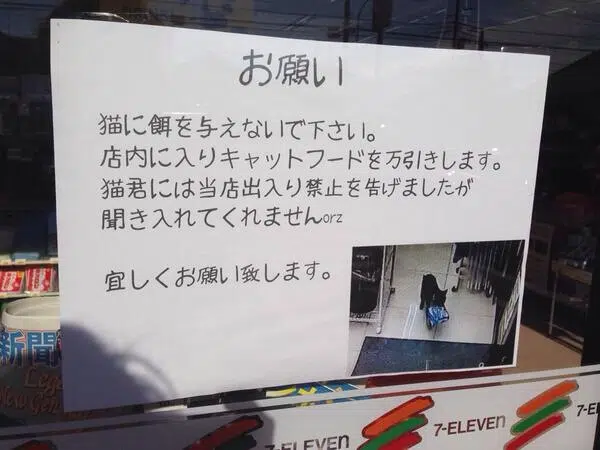 お願い
猫に餌を与えないで下さい。
店内に入りキャットフードを万引きします。
猫君には当店出入り禁止を告げましたが
聞き入れてくれませんorz
宜しくお願い致します。
新聞
7-ELEVEn
7-ELEVEn
7-E